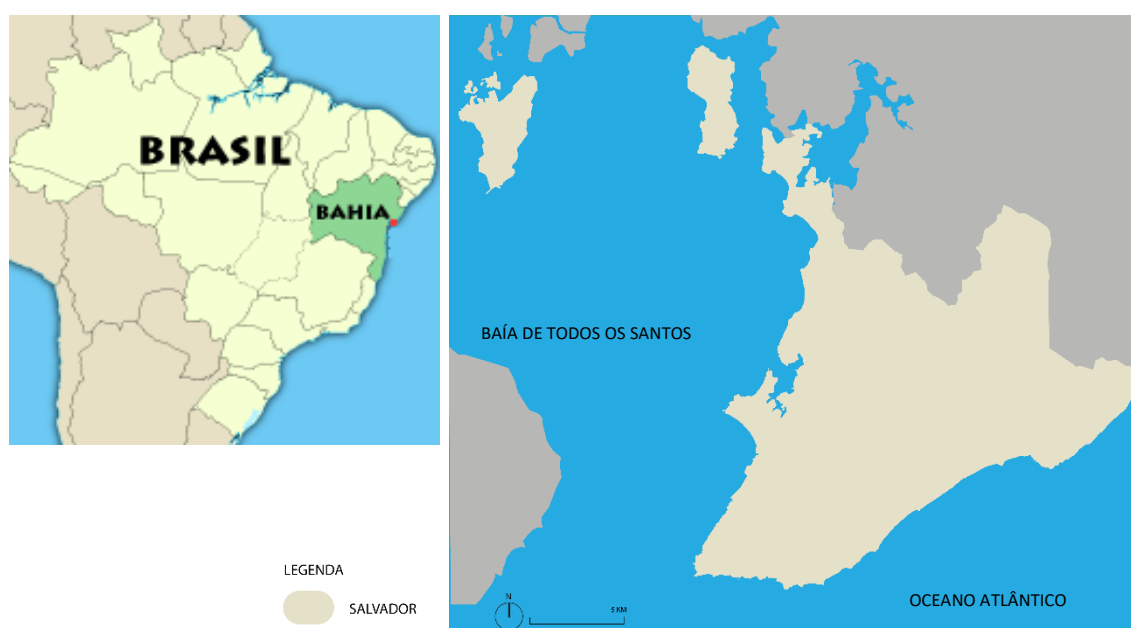 BRASIL
BAHIA
LEGENDA
SALVADOR
BAÍA DE TODOS OS SANTOS
N
5 KM
OCEANO ATLÂNTICO